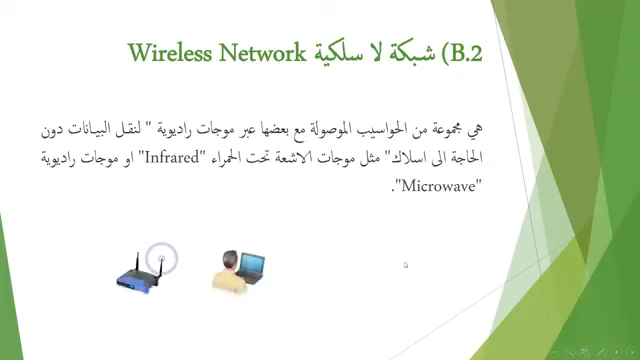 B.2) شبكة لا سلكية Wireless Network
هي مجموعة من الحواسيب الموصولة مع بعضها عبر موجات راديوية " لنقل البيانات دون
الحاجة الى اسلاك" مثل موجات الاشعة تحت الحمراء "Infrared" او موجات راديوية
"Microwave".